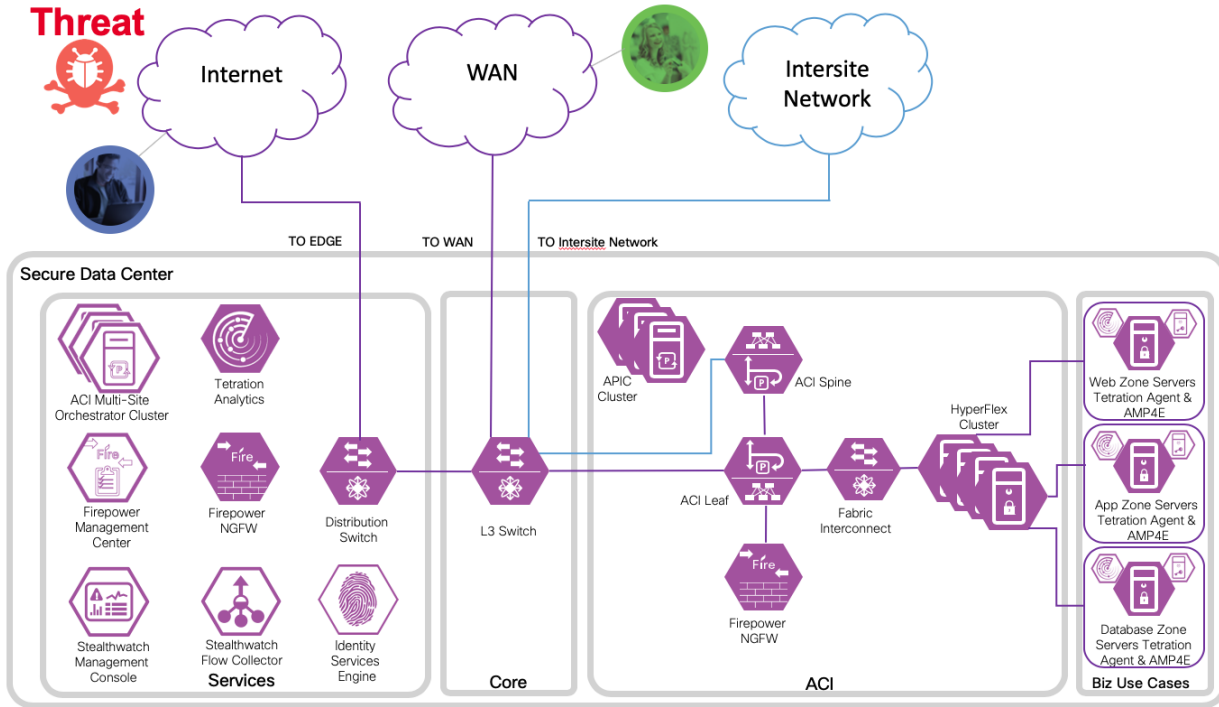 Threat
Internet
WAN
Intersite
Network
TO EDGE
TO WAN
TO Intersite Network
Secure Data Center
ACI Multi-Site
Orchestrator Cluster
Tetration
Analytics
Fire
Firepower
Management
Center
Fire
Firepower
NGFW
Distribution
Switch
Stealthwatch
Management
Console
Stealthwatch
Flow Collector
Identity
Services
Engine
Services
L3 Switch
Core
P
APIC
Cluster
P
ACI Spine
P
ACI Leaf
Fabric
Interconnect
HyperFlex
Cluster
Fire
Firepower
NGFW
ACI
Web Zone Servers
Tetration Agent &
AMP4E
App Zone Servers
Tetration Agent &
AMP4E
Database Zone
Servers Tetration
Agent & AMP4E
Biz Use Cases
P